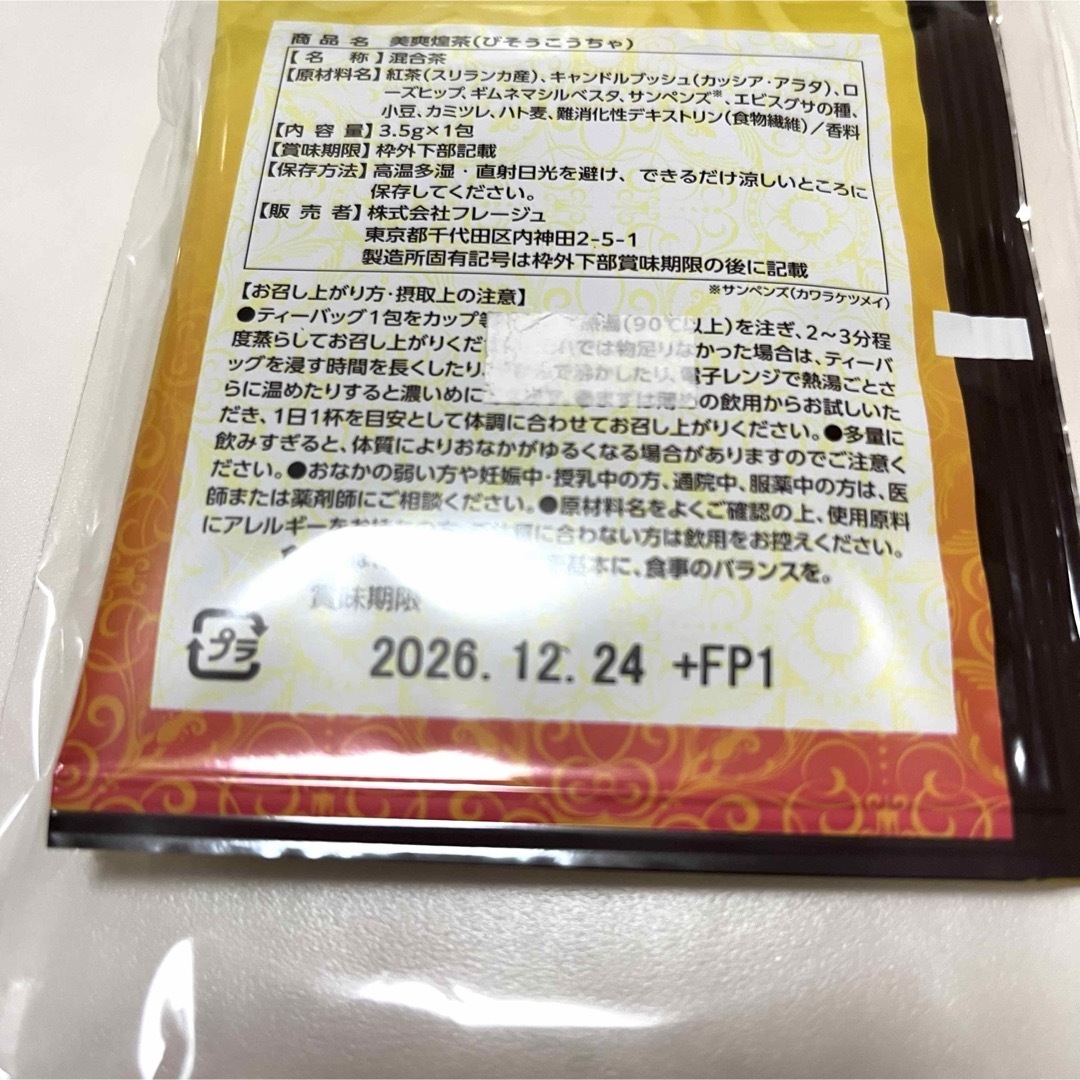 商品名 美爽煌茶(びそうこうちゃ)
【名称】混合茶
【原材料名】紅茶(スリランカ産)、キャンドルブッシュ(カッシア・アラタ)、ロ
ーズヒップ、ギムネマシルベスタ、サンペンズ※、エビスグサの種、
小豆、カミツレ、ハト麦、難消化性デキストリン(食物繊維)/香料
【内容量】3.5g×1包
【賞味期限】枠外下部記載
【保存方法】高温多湿・直射日光を避け、できるだけ涼しいところに
保存してください。
【販売者】株式会社フレージュ
東京都千代田区内神田2-5-1
製造所固有記号は枠外下部賞味期限の後に記載
※サンペンズ(カワラケツメイ)
【お召し上がり方・摂取上の注意】
●ティーバッグ1包をカップ等 熱湯(90℃以上)を注ぎ、2~3分程
度蒸らしてお召し上がりくだ では物足りなかった場合は、ティーバ
ッグを浸す時間を長くしたり、 で沸かしたり、電子レンジで熱湯ごとさ
らに温めたりすると濃いめに の飲用からお試しいた
だき、1日1杯を目安として体調に合わせてお召し上がりください。●多量に
飲みすぎると、体質によりおなかがゆるくなる場合がありますのでご注意く
ださい。●おなかの弱い方や妊娠中・授乳中の方、通院中、服薬中の方は、医
師または薬剤師にご相談ください。●原材料名をよくご確認の上、使用原料
にアレルギーをお 合わない方は飲用をお控えください。
基本に、食事のバランスを。
賞味期限
プラ
2026.12.24 +FP1